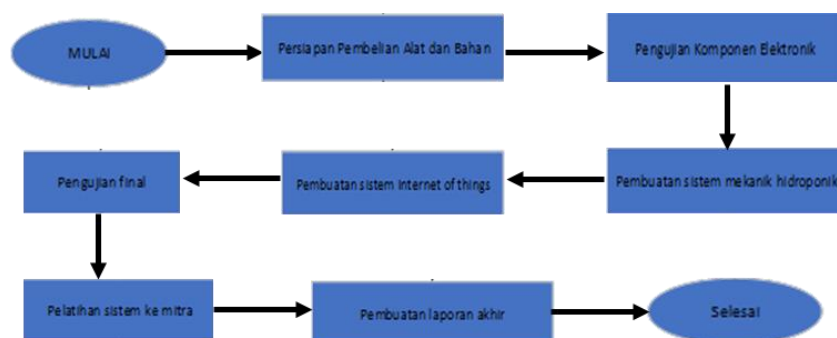 MULAI
Persiapan Pembelian Alat dan Bahan
Pengujian Komponen Elektronik
Pembuatan sistem mekanik hidroponik
Pembuatan sistem Internet of things
Pengujian final
Pelatihan sistem ke mitra
Pembuatan laporan akhir
Selesai